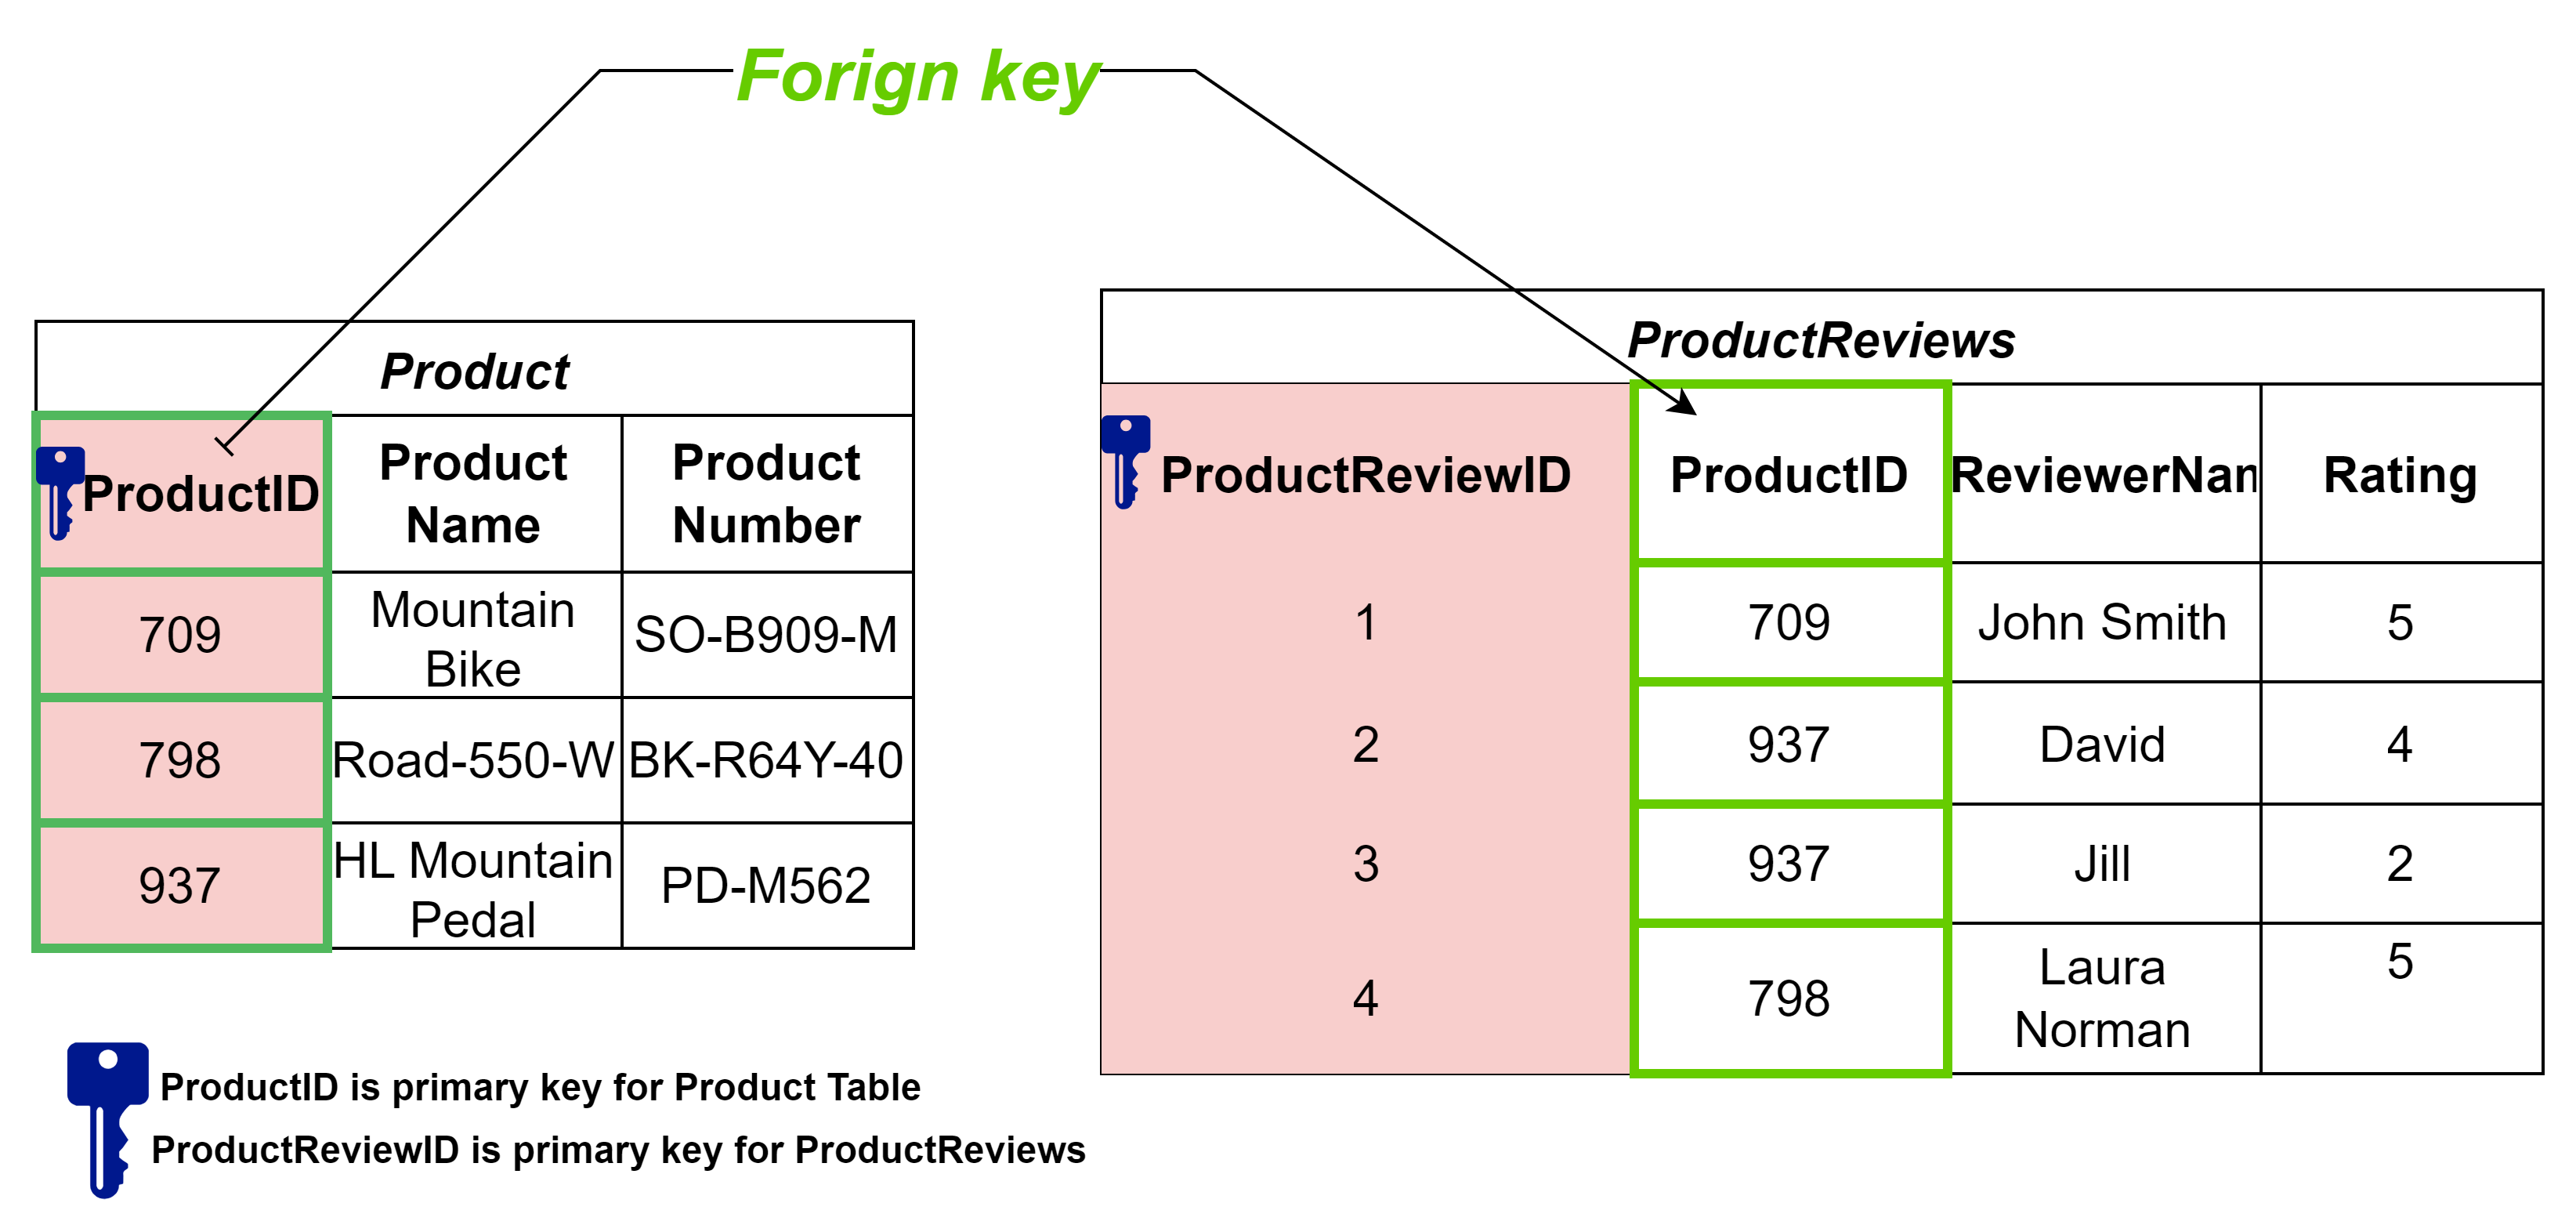 Forign key
Product
ProductID
Product
Name
Product
Number
709
Mountain
Bike
SO-B909-M
798
Road-550-W
BK-R64Y-40
937
HL Mountain
Pedal
PD-M562
ProductReviews
ProductReviewID
ProductID
ReviewerNan
Rating
1
709
John Smith
5
2
937
David
4
3
937
Jill
2
4
798
Laura
Norman
5
ProductID is primary key for Product Table
ProductReviewID is primary key for ProductReviews